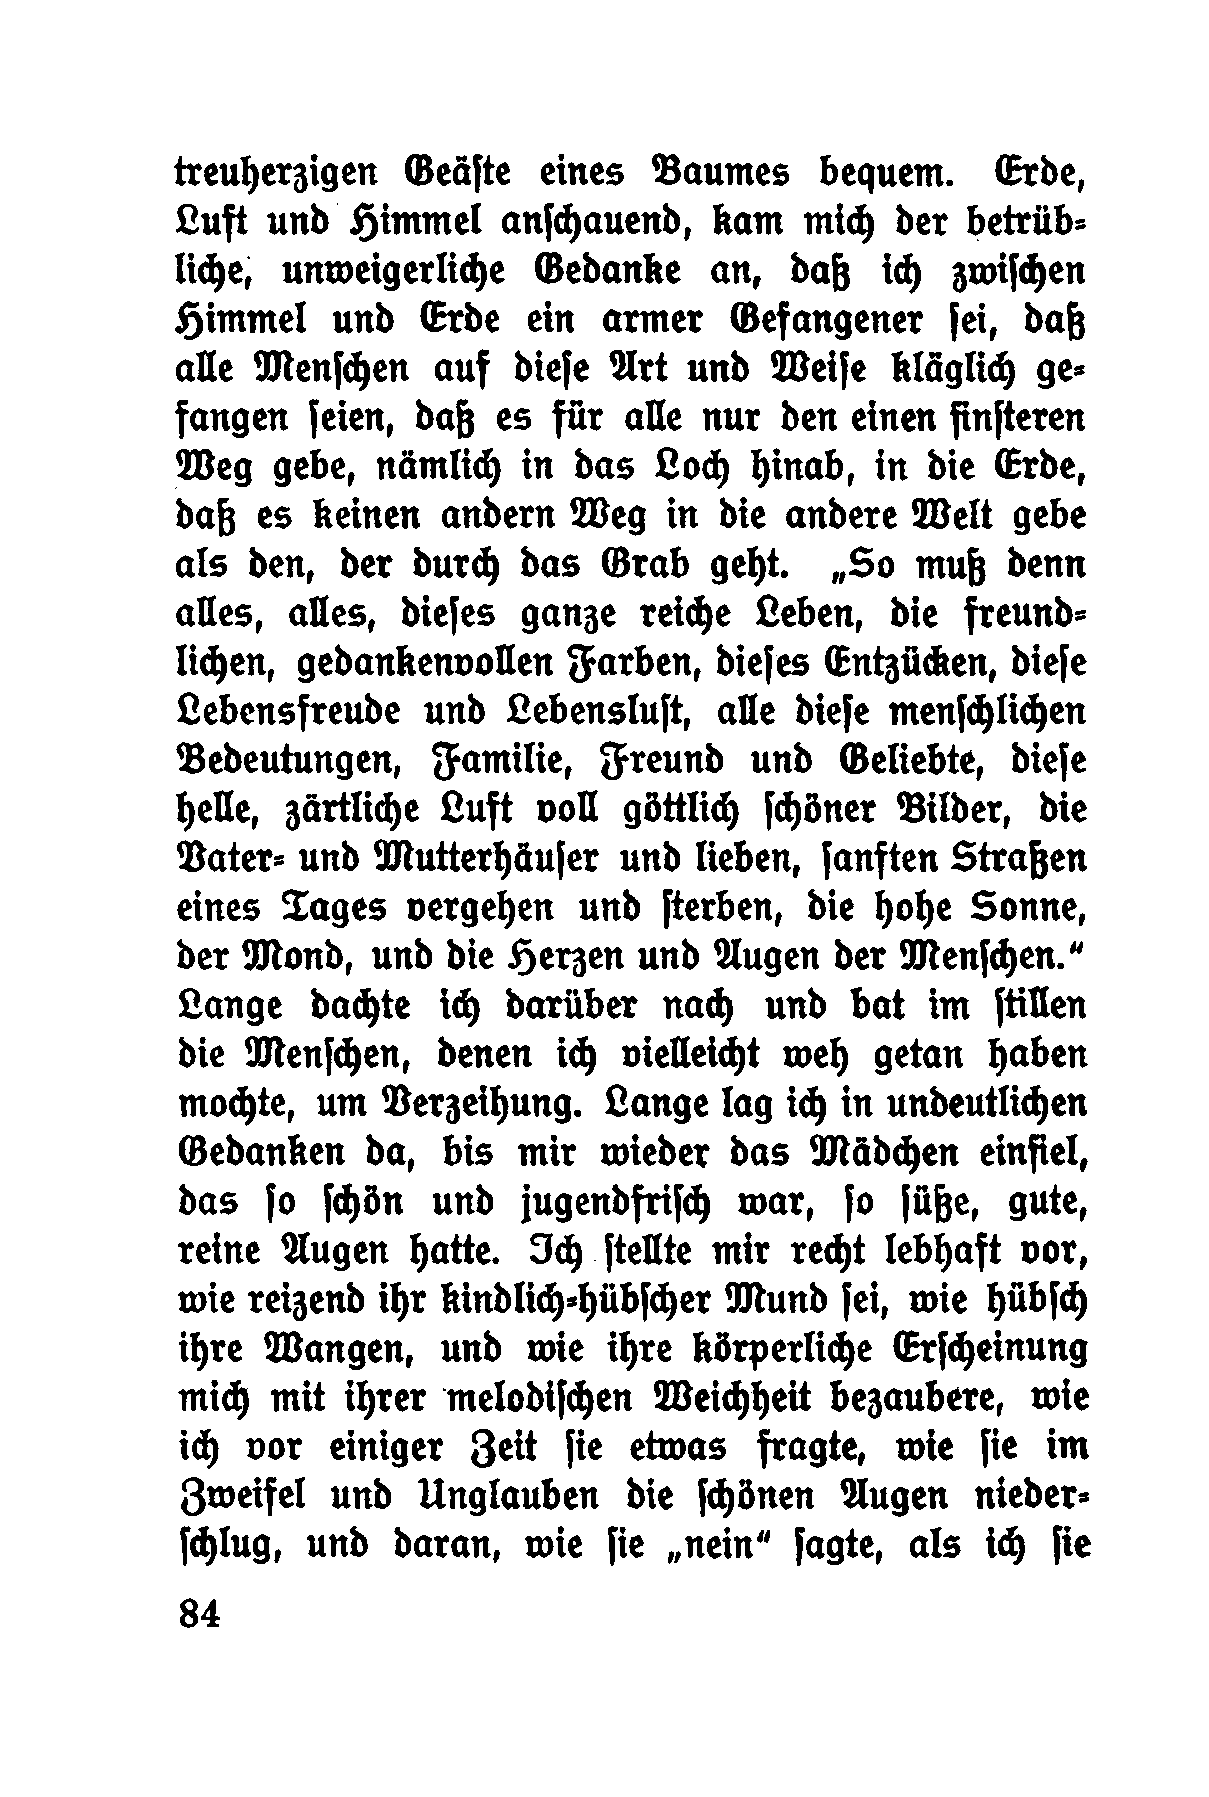 treuherzigen Geäſte eines Baumes bequem. Erde,
Luft und Himmel anſchauend, kam mich der betrüb⸗
liche, unweigerliche Gedanke an, daß ich zwiſchen
Himmel und Erde ein armer Gefangener ſei, daß
alle Menſchen auf dieſe Art und Weiſe kläglich ge⸗
fangen ſeien, daß es für alle nur den einen finſteren
Weg gebe, nämlich in das Loch hinab, in die Erde,
daß es keinen andern Weg in die andere Welt gebe
als den, der durch das Grab geht. „So muß denn
alles, alles, dieſes ganze reiche Leben, die freund⸗
lichen, gedankenvollen Farben, dieſes Entzücken, dieſe
Lebensfreude und Lebensluſt, alle dieſe menſchlichen
Bedeutungen, Familie, Freund und Geliebte, dieſe
helle, zärtliche Luft voll göttlich ſchöner Bilder, die
Vater⸗ und Mutterhäuſer und lieben, ſanften Straßen
eines Tages vergehen und ſterben, die hohe Sonne,
der Mond, und die Herzen und Augen der Menſchen.“
Lange dachte ich darüber nach und bat im ſtillen
die Menſchen, denen ich vielleicht weh getan haben
mochte, um Verzeihung. Lange lag ich in undeutlichen
Gedanken da, bis mir wieder das Mädchen einfiel,
das ſo ſchön und jugendfriſch war, ſo ſüße, gute,
reine Augen hatte. Ich ſtellte mir recht lebhaft vor,
wie reizend ihr kindlich⸗hübſcher Mund ſei, wie hübſch
ihre Wangen, und wie ihre körperliche Erſcheinung
mich mit ihrer melodiſchen Weichheit bezaubere, wie
ich vor einiger Zeit ſie etwas fragte, wie ſie im
Zweifel und Unglauben die ſchönen Augen nieder⸗
ſchlug, und daran, wie ſie „nein“ ſagte, als ich ſie
84